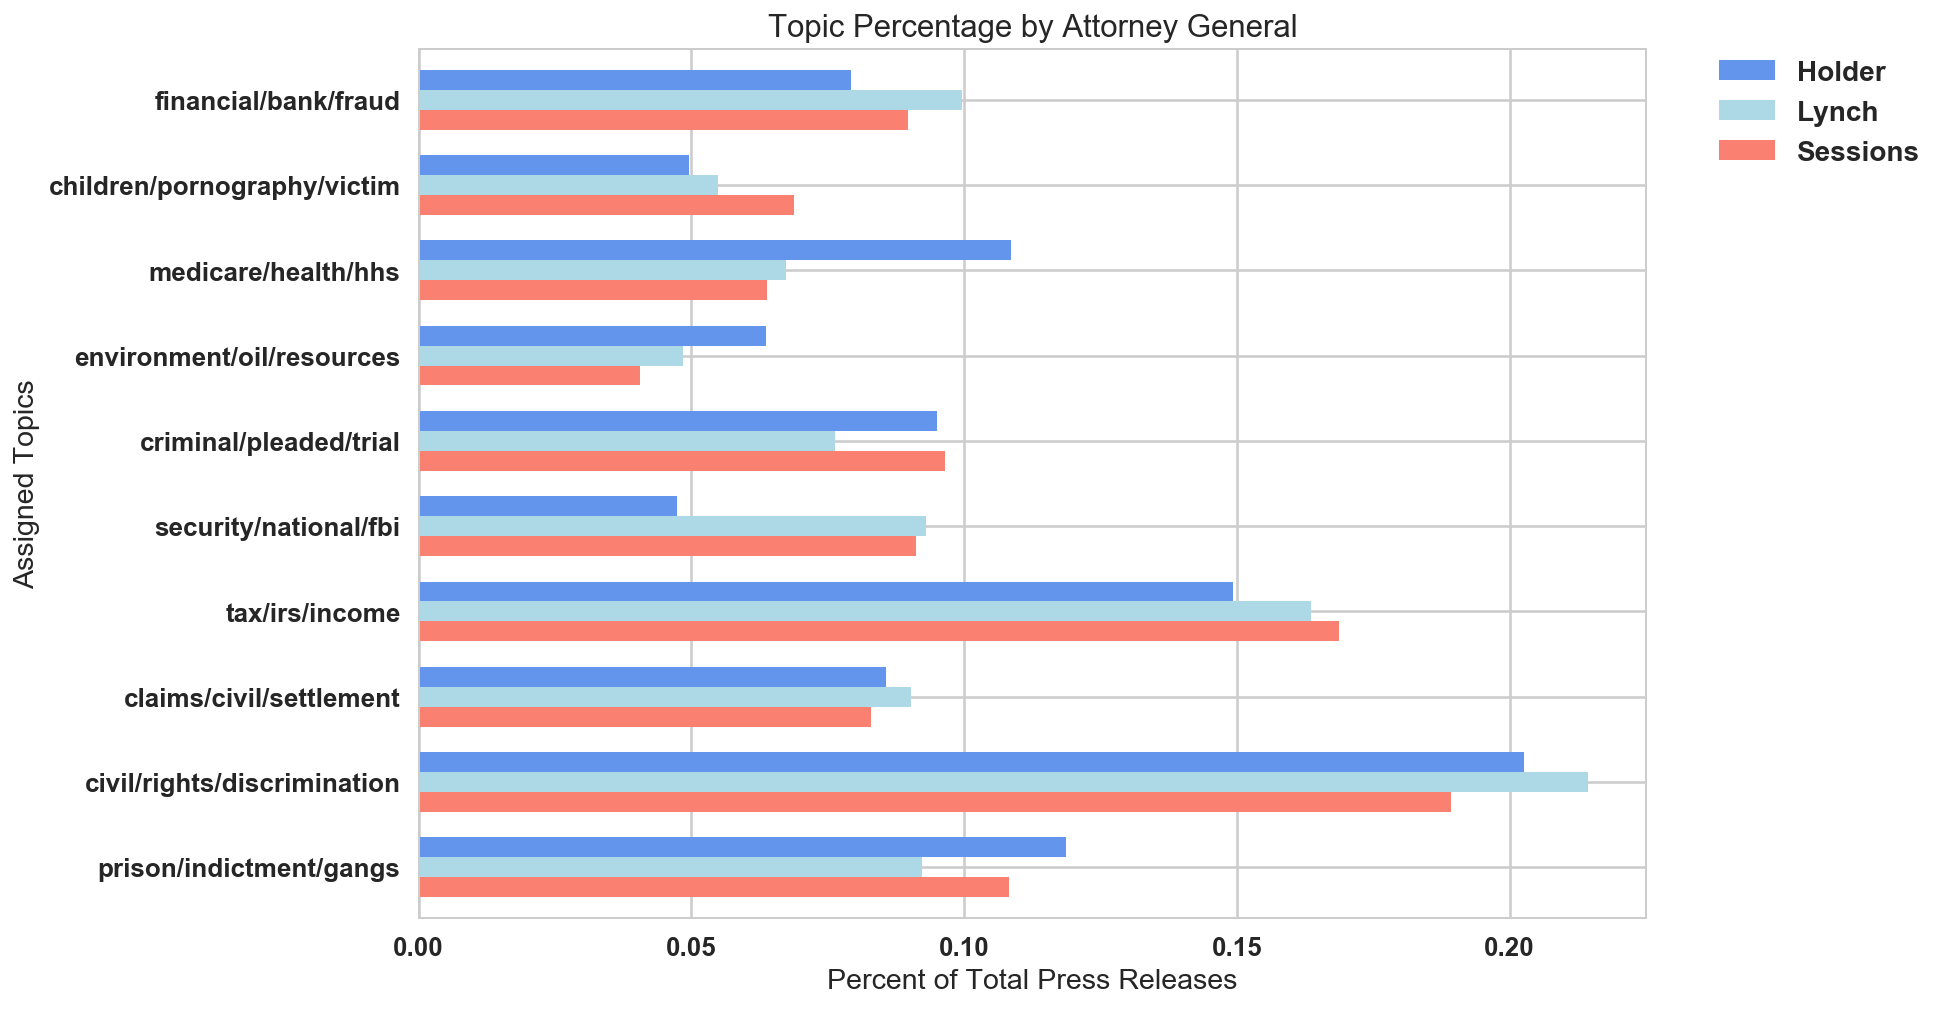 Topic Percentage by Attorney General
Holder
Lynch
Sessions
financial/bank/fraud
children/pornography/victim
medicare/health/hhs
environment/oil/resources
criminal/pleaded/trial
security/national/fbi
tax/irs/income
claims/civil/settlement
civil/rights/discrimination
prison/indictment/gangs
Assigned Topics
0.00 0.05 0.10 0.15 0.20
Percent of Total Press Releases